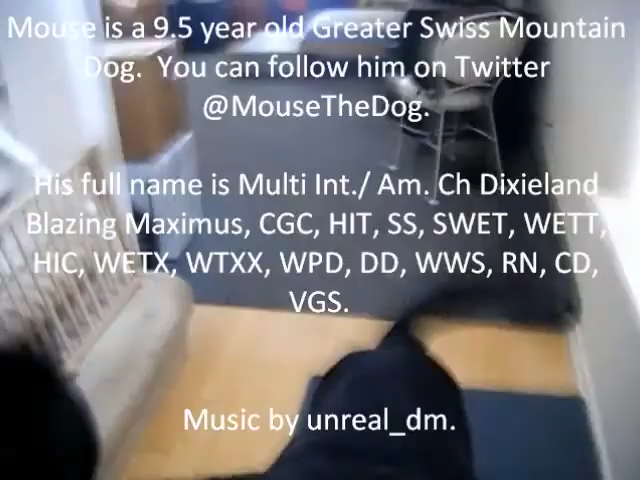 Mouse is a 9.5 year old Greater Swiss Mountain
Dog. You can follow him on Twitter
@MouseTheDog.
His full name is Multi Int./ Am. Ch Dixieland
Blazing Maximus, CGC, HIT, SS, SWET, WETT,
HIC, WETX, WTXX, WPD, DD, WWS, RN, CD,
VGS.
Music by unreal_dm.